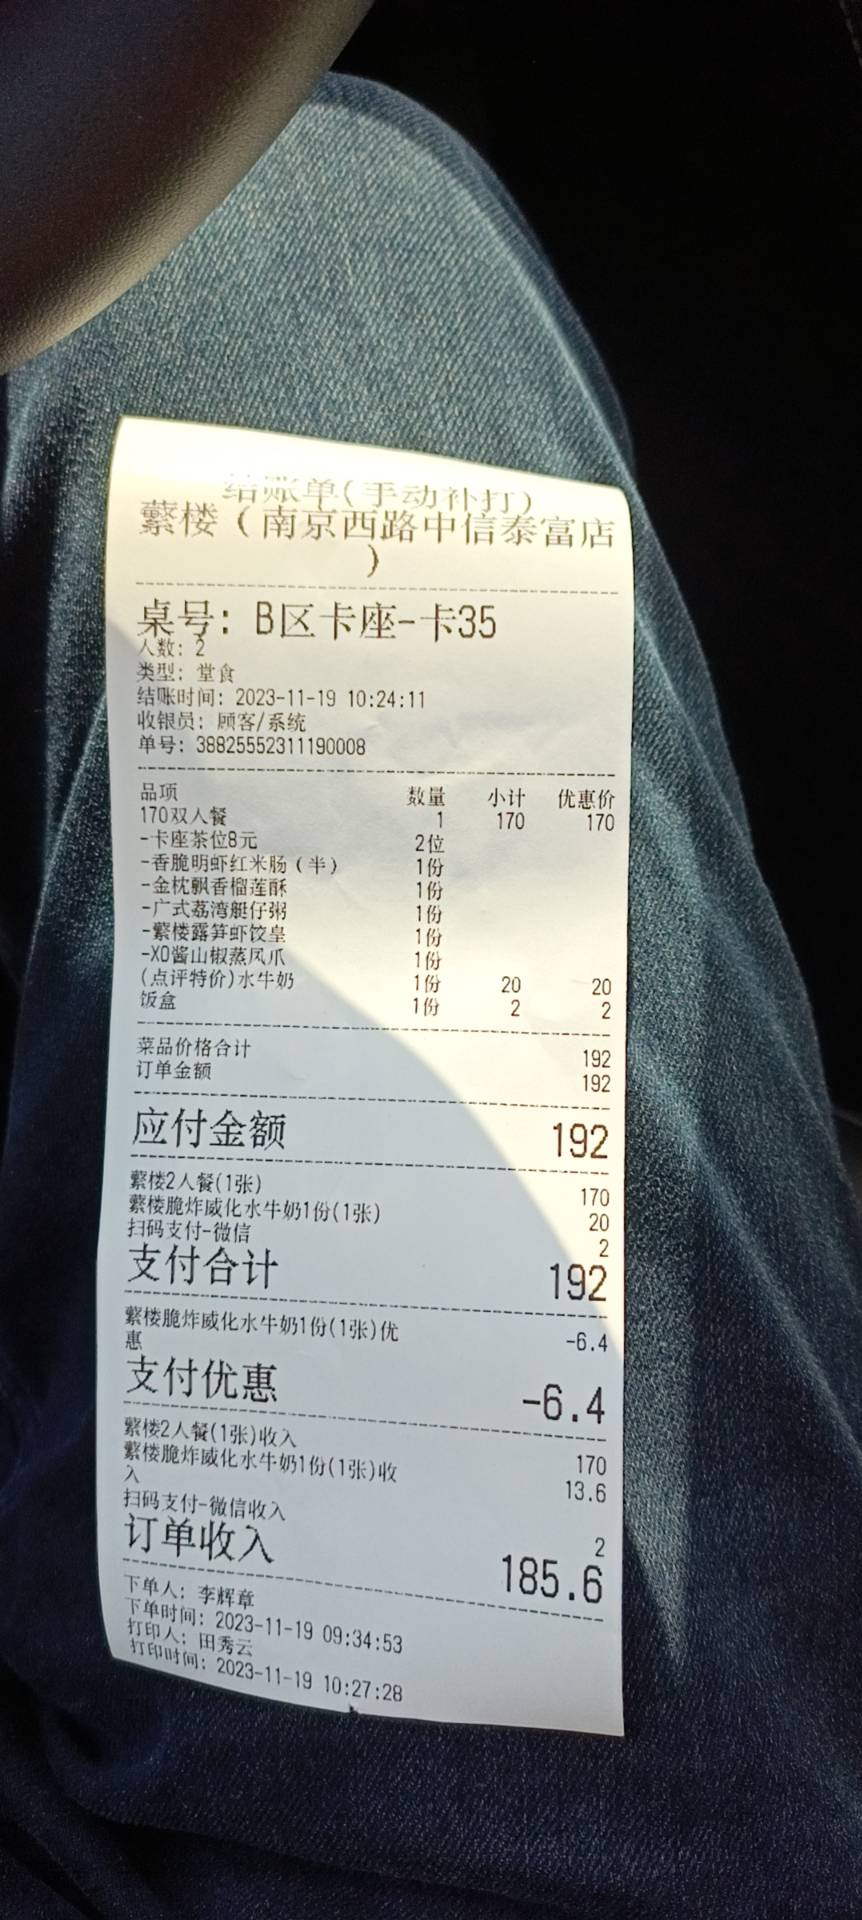 结账单(手动补打)
蘩楼（南京西路中信泰富店
）
桌号: B区卡座-卡35
人数: 2
类型: 堂食
结账时间: 2023-11-19 10:24:11
收银员: 顾客/系统
单号: 38825552311190008
品项 数量 小计 优惠价
170双人餐 1 170 170
-卡座茶位8元 2位
-香脆明虾红米肠（半） 1份
-金枕飘香榴莲酥 1份
-广式荔湾艇仔粥 1份
-蘩楼露笋虾饺皇 1份
-XO酱山椒蒸凤爪 1份
(点评特价)水牛奶 1份 20 20
饭盒 1份 2 2
菜品价格合计 192
订单金额 192
应付金额 192
蘩楼2人餐(1张) 170
蘩楼脆炸威化水牛奶1份(1张) 20
扫码支付-微信 2
支付合计 192
蘩楼脆炸威化水牛奶1份(1张)优 -6.4
惠
支付优惠 -6.4
蘩楼2人餐(1张)收入 170
蘩楼脆炸威化水牛奶1份(1张)收 13.6
入
扫码支付-微信收入 2
订单收入 185.6
下单人: 李辉章
下单时间: 2023-11-19 09:34:53
打印人: 田秀云
打印时间: 2023-11-19 10:27:28